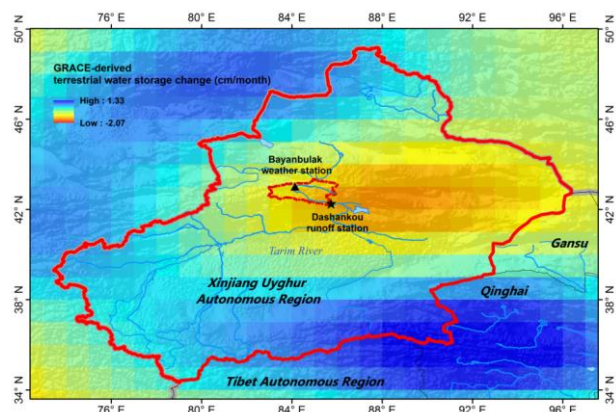 76° E 80° E 84° E 88° E 92° E 96° E
50° N 50° N
GRACE-derived
terrestrial water storage change (cm/month)
High : 1.33
Low : -2.07
46° N 46° N
Bayanbulak
weather station
42° N 42° N
Dashankou
runoff station
Tarim River
Gansu
Xinjiang Uyghur
Autonomous Region
Qinghai
38° N 38° N
Tibet Autonomous Region
34° N 34° N
76° E 80° E 84° E 88° E 92° E 96° E